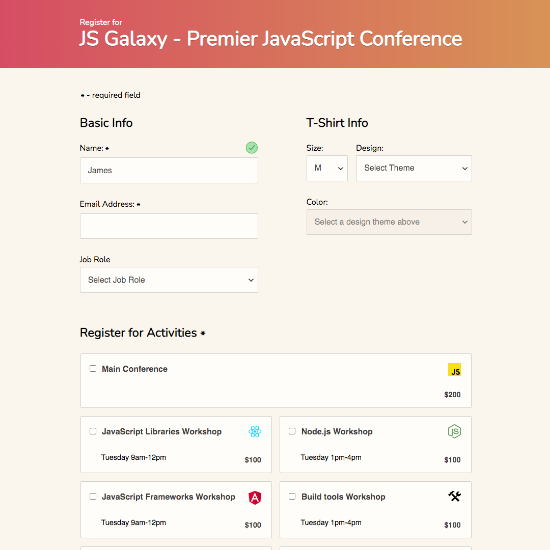 Register for
JS Galaxy - Premier JavaScript Conference
* - required field
Basic Info
Name: *
James
Email Address: *
Job Role
Select Job Role
T-Shirt Info
Size:
Design:
M
Select Theme
Color:
Select a design theme above
Register for Activities *
Main Conference
JS
$200
JavaScript Libraries Workshop
Tuesday 9am-12pm
$100
Node.js Workshop
JS
Tuesday 1pm-4pm
$100
JavaScript Frameworks Workshop
A
Tuesday 9am-12pm
$100
Build tools Workshop
Tuesday 1pm-4pm
$100